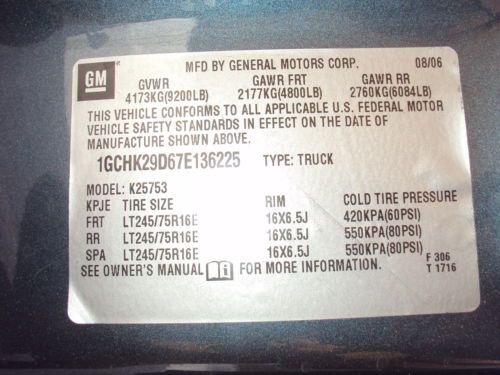 GM
MFD BY GENERAL MOTORS CORP. 08/06
GVWR GAWR FRT GAWR RR
4173KG(9200LB) 2177KG(4800LB) 2760KG(6084LB)
THIS VEHICLE CONFORMS TO ALL APPLICABLE U.S. FEDERAL MOTOR
VEHICLE SAFETY STANDARDS IN EFFECT ON THE DATE OF
MANUFACTURE SHOWN ABOVE.
1GCHK29D67E136225 TYPE: TRUCK
MODEL: K25753
KPJE TIRE SIZE RIM COLD TIRE PRESSURE
FRT LT245/75R16E 16X6.5J 420KPA(60PSI)
RR LT245/75R16E 16X6.5J 550KPA(80PSI)
SPA LT245/75R16E 16X6.5J 550KPA(80PSI)
SEE OWNER'S MANUAL FOR MORE INFORMATION.
F 306
T 1716